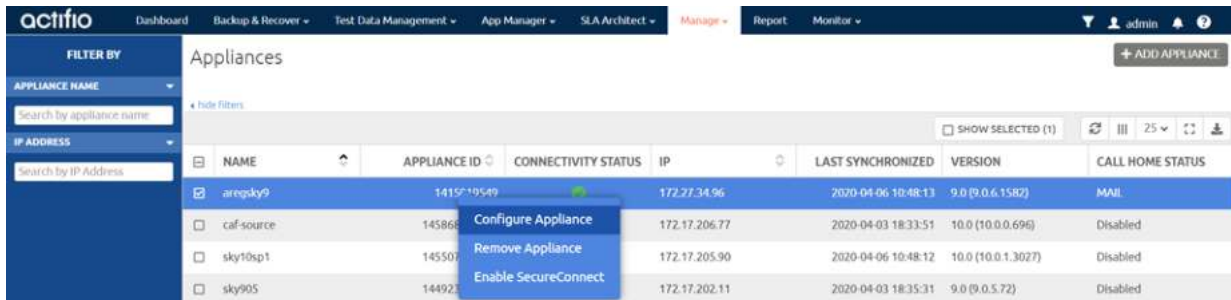 actifio Dashboard Backup & Recover Test Data Management App Manager SLA Architect Manage Report Monitor admin
FILTER BY
Appliances
+ ADD APPLIANCE
APPLIANCE NAME
hide filters
Search by appliance name
SHOW SELECTED (1) 25
IP ADDRESS
Search by IP Address
NAME APPLIANCE ID CONNECTIVITY STATUS IP LAST SYNCHRONIZED VERSION CALL HOME STATUS
aregsky9 172.27.34.96 2020-04-06 10:48:13 9.0 (9.0.6.1582) MAIL
Configure Appliance
caf-source 145868 172.17.206.77 2020-04-03 18:33:51 10.0 (10.0.0.696) Disabled
Remove Appliance
sky10sp1 145507 172.17.205.90 2020-04-06 10:48:12 10.0 (10.0.1.3027) Disabled
Enable SecureConnect
sky905 144923 172.17.202.11 2020-04-03 18:35:31 9.0 (9.0.5.72) Disabled